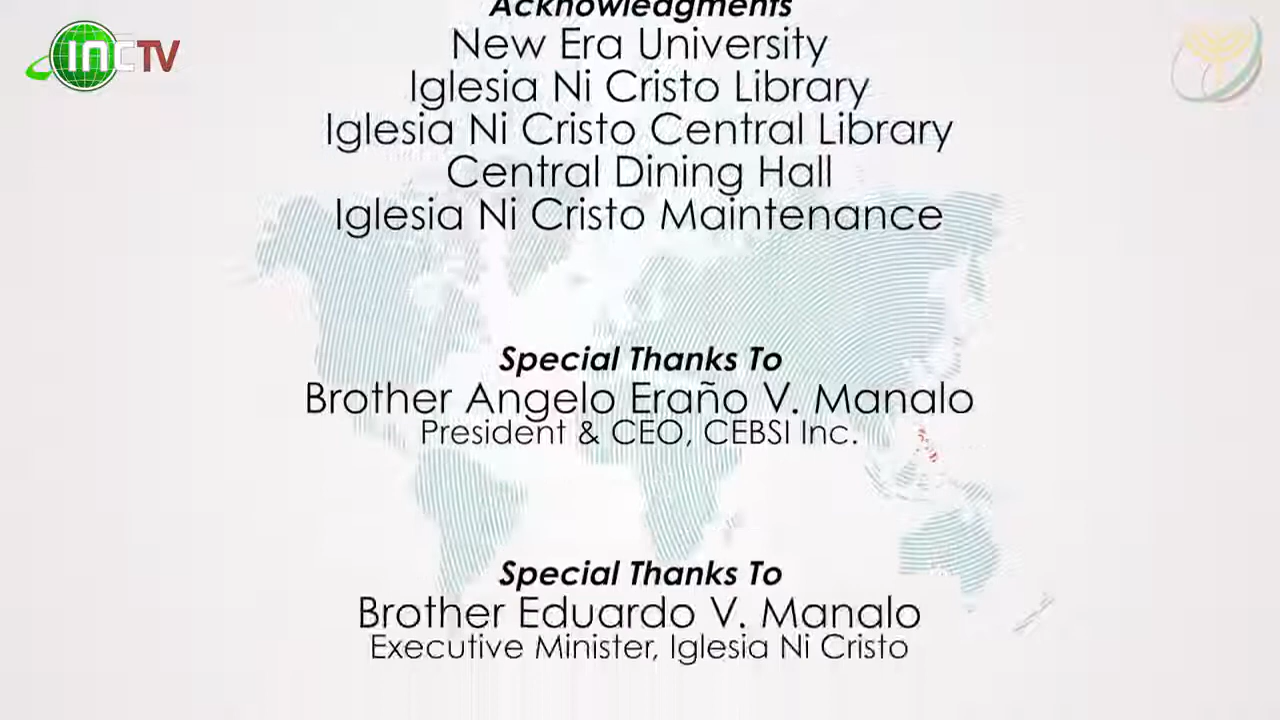 INCTV
Acknowledgments
New Era University
Iglesia Ni Cristo Library
Iglesia Ni Cristo Central Library
Central Dining Hall
Iglesia Ni Cristo Maintenance
Special Thanks To
Brother Angelo Eraño V. Manalo
President & CEO, CEBSI Inc.
Special Thanks To
Brother Eduardo V. Manalo
Executive Minister, Iglesia Ni Cristo